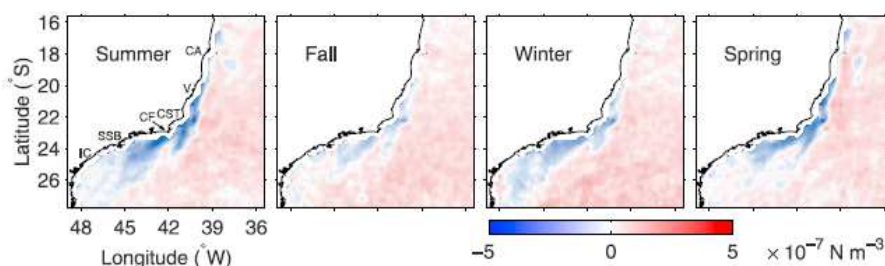 16
18
20
22
24
26
Latitude (°S)
Summer
CA
V
CST
CF
SSB
IC
Fall
Winter
Spring
48 45 42 39 36
Longitude (°W)
−5 0 5 × 10⁻⁷ N m⁻³